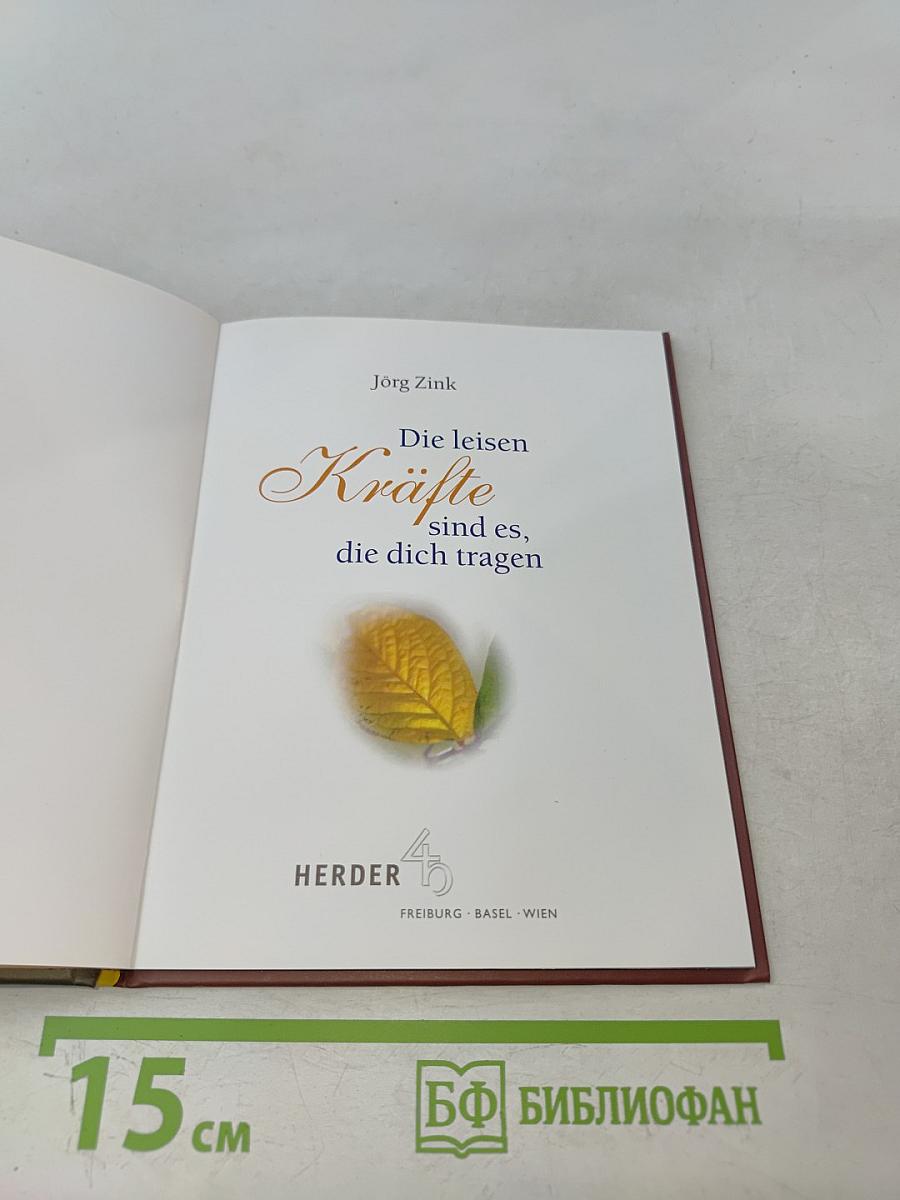 Jörg Zink
Die leisen
Kräfte
sind es,
die dich tragen
HERDER
FREIBURG · BASEL · WIEN
15 см
БФ БИБЛИОФАН